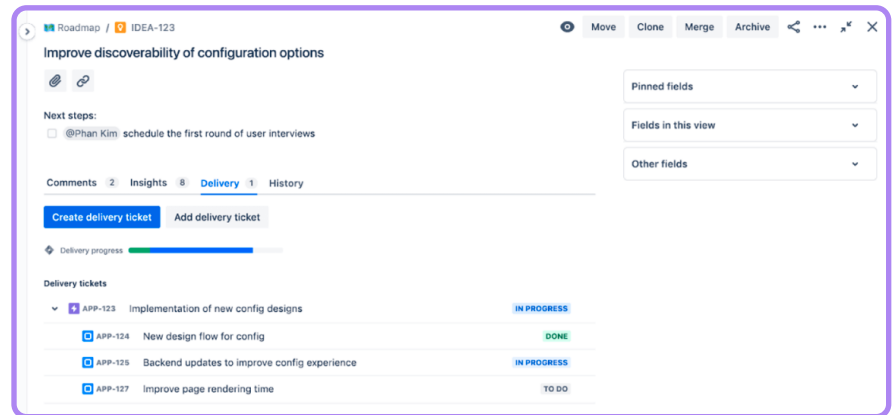 Roadmap / IDEA-123
Move Clone Merge Archive
Improve discoverability of configuration options
Pinned fields
Next steps:
@Phan Kim schedule the first round of user interviews
Fields in this view
Other fields
Comments 2 Insights 8 Delivery 1 History
Create delivery ticket Add delivery ticket
Delivery progress
Delivery tickets
APP-123 Implementation of new config designs IN PROGRESS
APP-124 New design flow for config DONE
APP-125 Backend updates to improve config experience IN PROGRESS
APP-127 Improve page rendering time TO DO